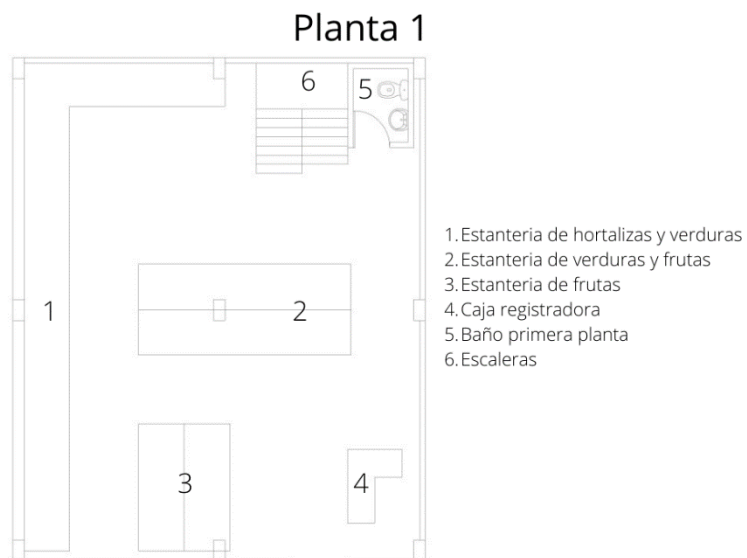 Planta 1
6
5
1
2
3
4
1.Estanteria de hortalizas y verduras
2.Estanteria de verduras y frutas
3.Estanteria de frutas
4.Caja registradora
5.Baño primera planta
6.Escaleras